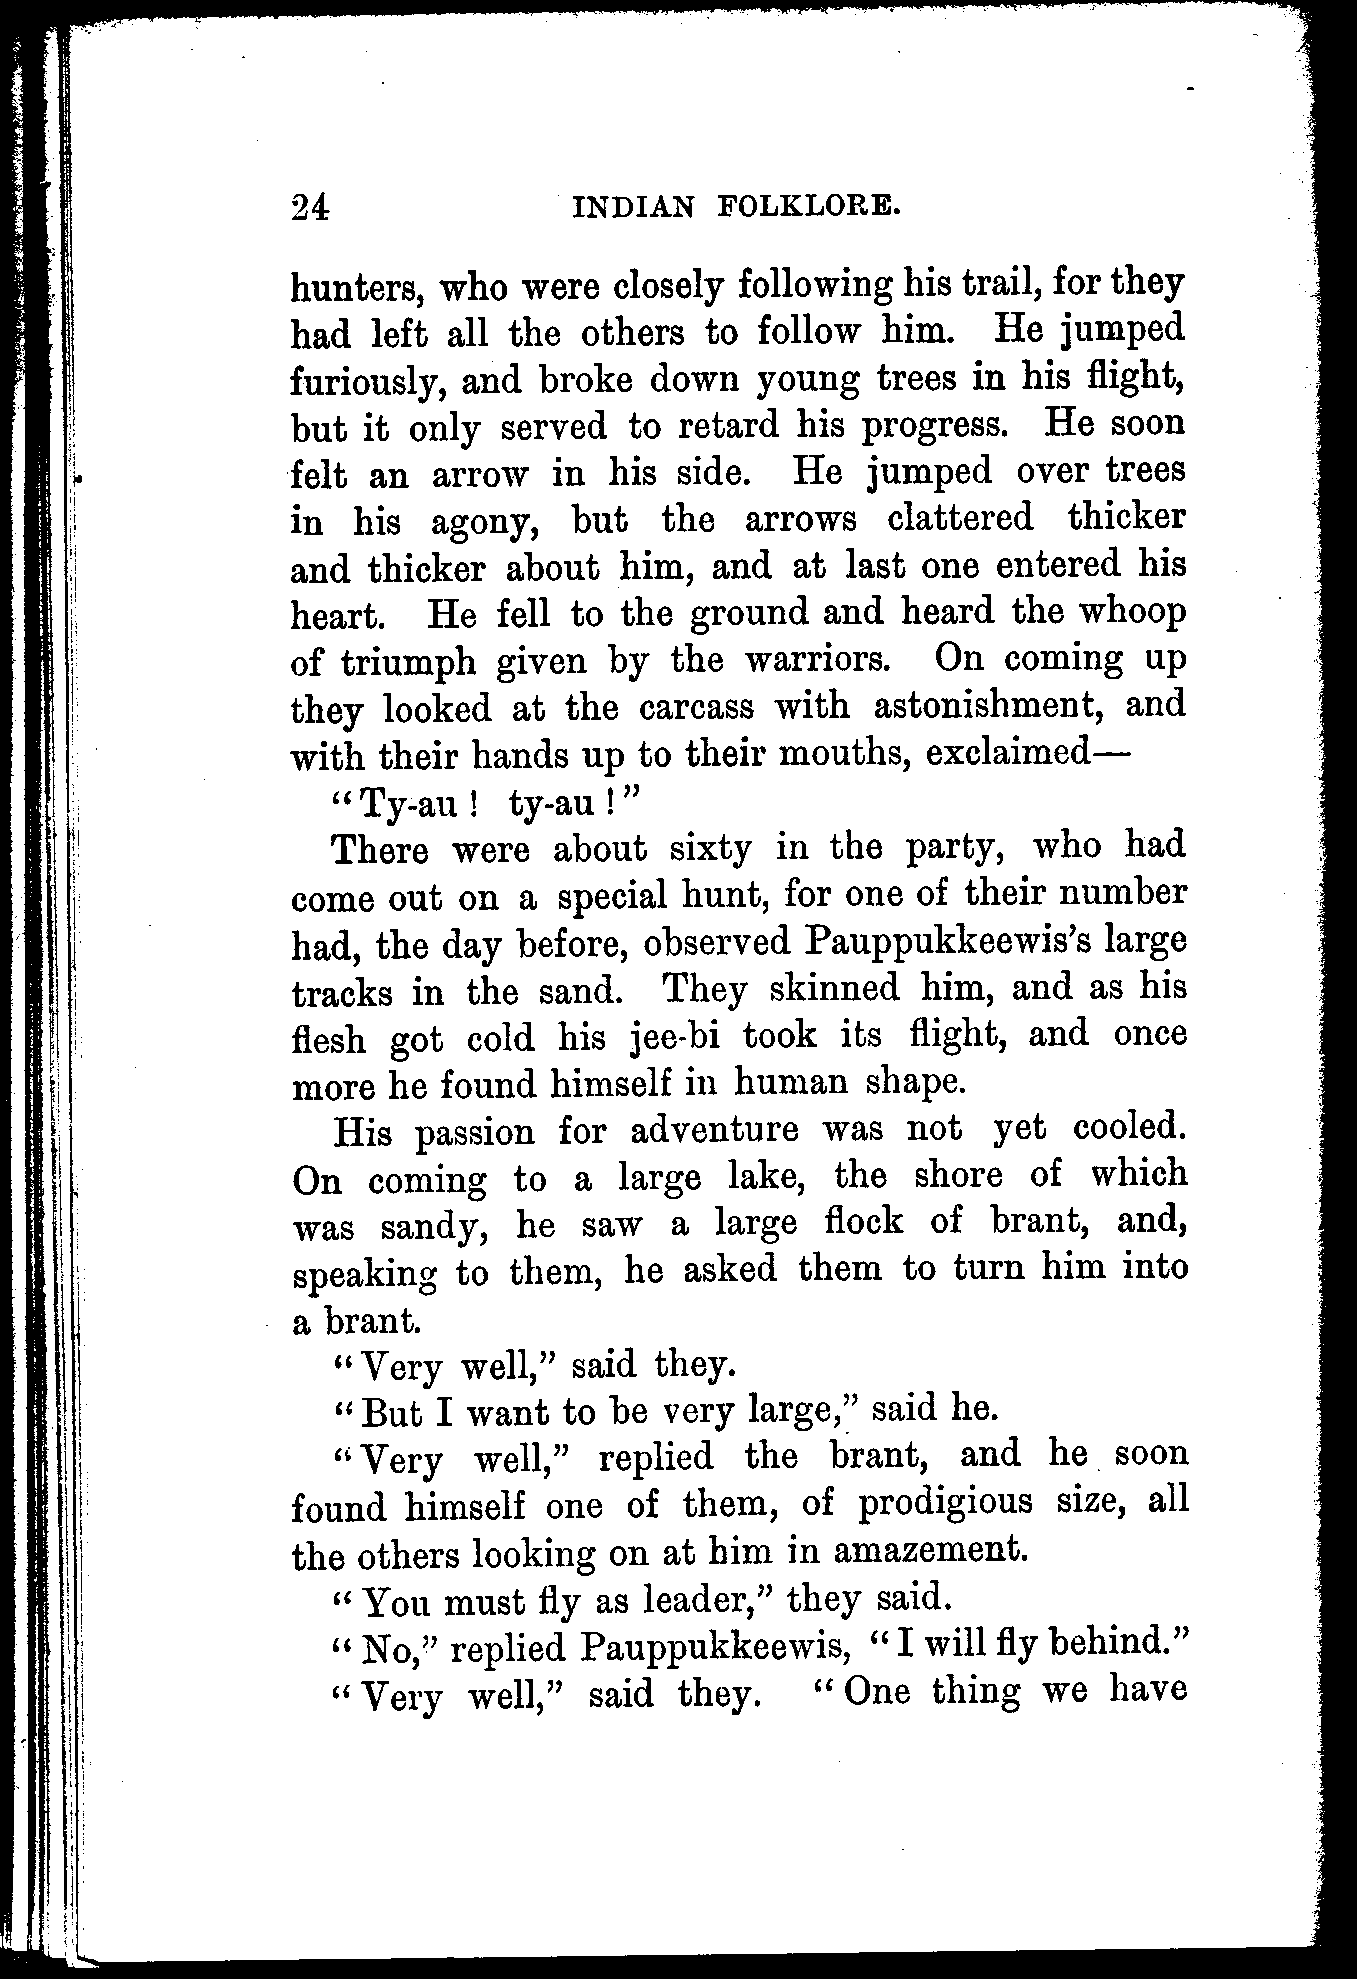 24 INDIAN FOLKLORE.
hunters, who were closely following his trail, for they
had left all the others to follow him. He jumped
furiously, and broke down young trees in his flight,
but it only served to retard his progress. He soon
felt an arrow in his side. He jumped over trees
in his agony, but the arrows clattered thicker
and thicker about him, and at last one entered his
heart. He fell to the ground and heard the whoop
of triumph given by the warriors. On coming up
they looked at the carcass with astonishment, and
with their hands up to their mouths, exclaimed—
"Ty-au! ty-au!"
There were about sixty in the party, who had
come out on a special hunt, for one of their number
had, the day before, observed Pauppukkeewis's large
tracks in the sand. They skinned him, and as his
flesh got cold his jee-bi took its flight, and once
more he found himself in human shape.
His passion for adventure was not yet cooled.
On coming to a large lake, the shore of which
was sandy, he saw a large flock of brant, and,
speaking to them, he asked them to turn him into
a brant.
"Very well," said they.
"But I want to be very large," said he.
"Very well," replied the brant, and he soon
found himself one of them, of prodigious size, all
the others looking on at him in amazement.
"You must fly as leader," they said.
"No," replied Pauppukkeewis, "I will fly behind."
"Very well," said they. "One thing we have